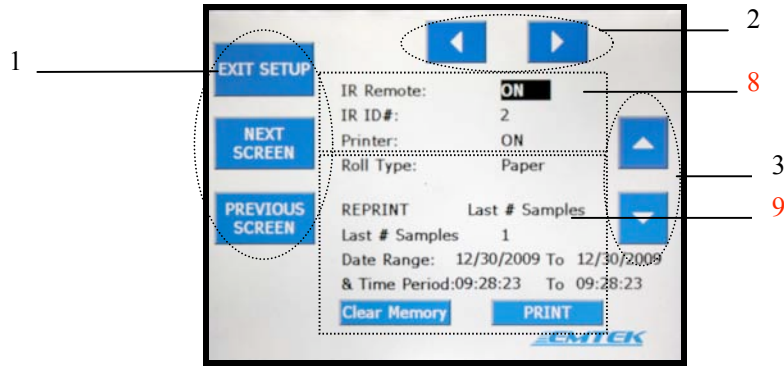 1
2
EXIT SETUP
IR Remote: ON
8
IR ID#: 2
NEXT
SCREEN
Printer: ON
Roll Type: Paper
3
PREVIOUS
SCREEN
REPRINT Last # Samples
9
Last # Samples 1
Date Range: 12/30/2009 To 12/30/2009
& Time Period:09:28:23 To 09:28:23
Clear Memory PRINT
EMTEK